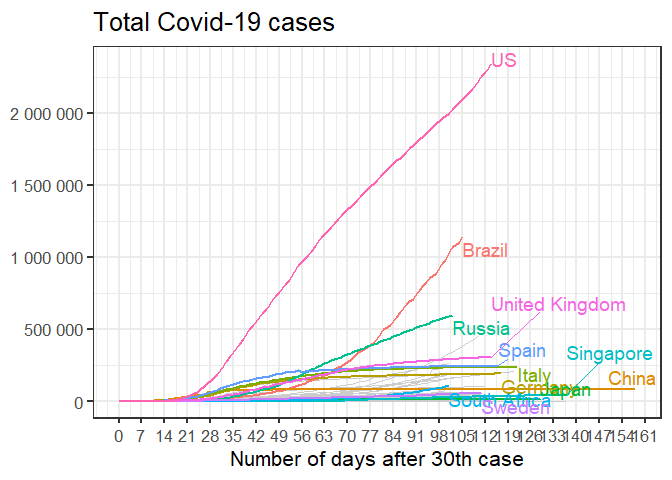 Total Covid-19 cases
US
2 000 000
1 500 000
1 000 000
Brazil
United Kingdom
500 000
Russia
Spain
Singapore
Italy
China
Germany
Japan
0
South Africa
Sweden
0 7 14 21 28 35 42 49 56 63 70 77 84 91 98 105 112 119 126 133 140 147 154 161
Number of days after 30th case